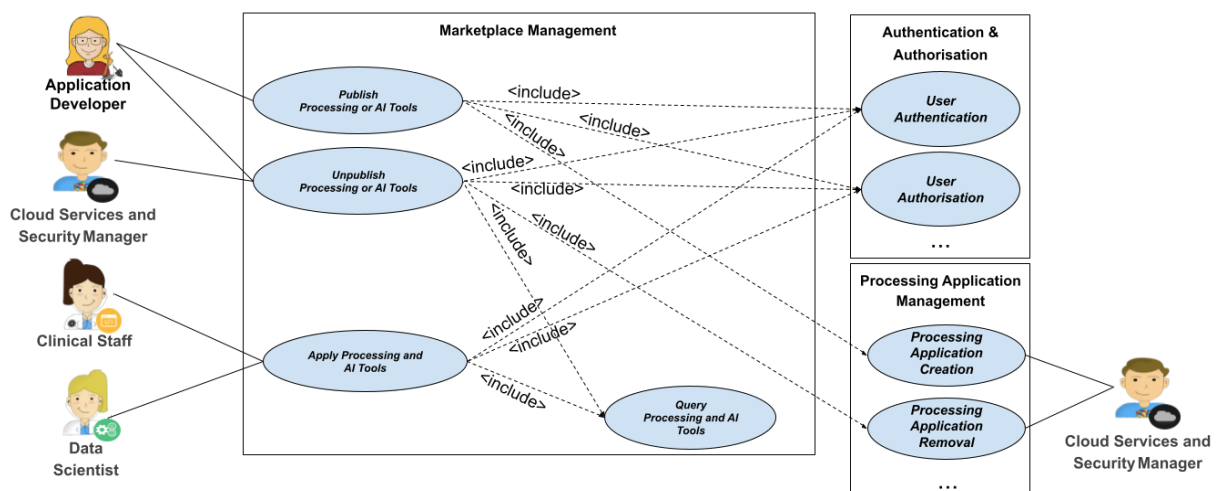 Marketplace Management
Authentication &
Authorisation
Application
Developer
Publish
Processing or AI Tools
<include>
<include>
<include>
User
Authentication
Cloud Services and
Security Manager
Unpublish
Processing or AI Tools
<include>
<include>
<include>
<include>
User
Authorisation
...
Processing Application
Management
Clinical Staff
Apply Processing and
AI Tools
<include>
<include>
<include>
Processing
Application
Creation
Data
Scientist
Query
Processing and AI
Tools
Processing
Application
Removal
...
Cloud Services and
Security Manager